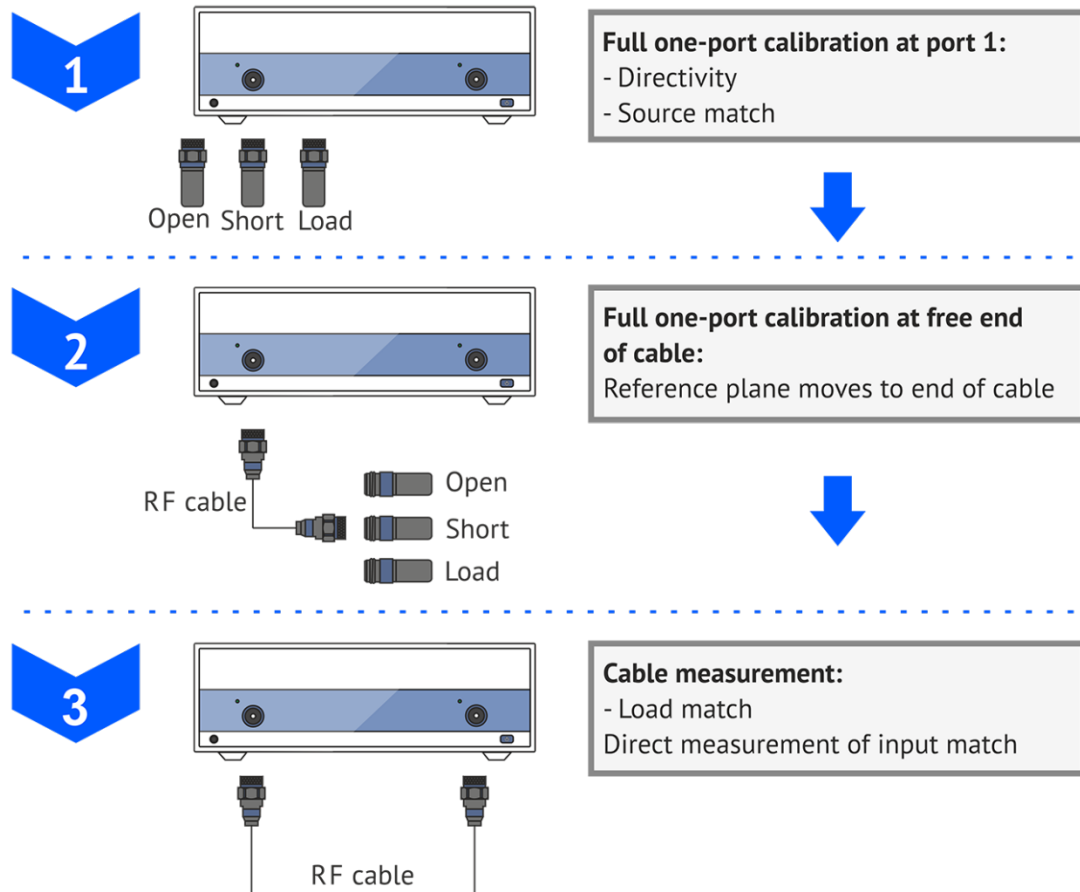 1
Full one-port calibration at port 1:
- Directivity
- Source match
Open Short Load
2
Full one-port calibration at free end
of cable:
Reference plane moves to end of cable
RF cable
Open
Short
Load
3
Cable measurement:
- Load match
Direct measurement of input match
RF cable